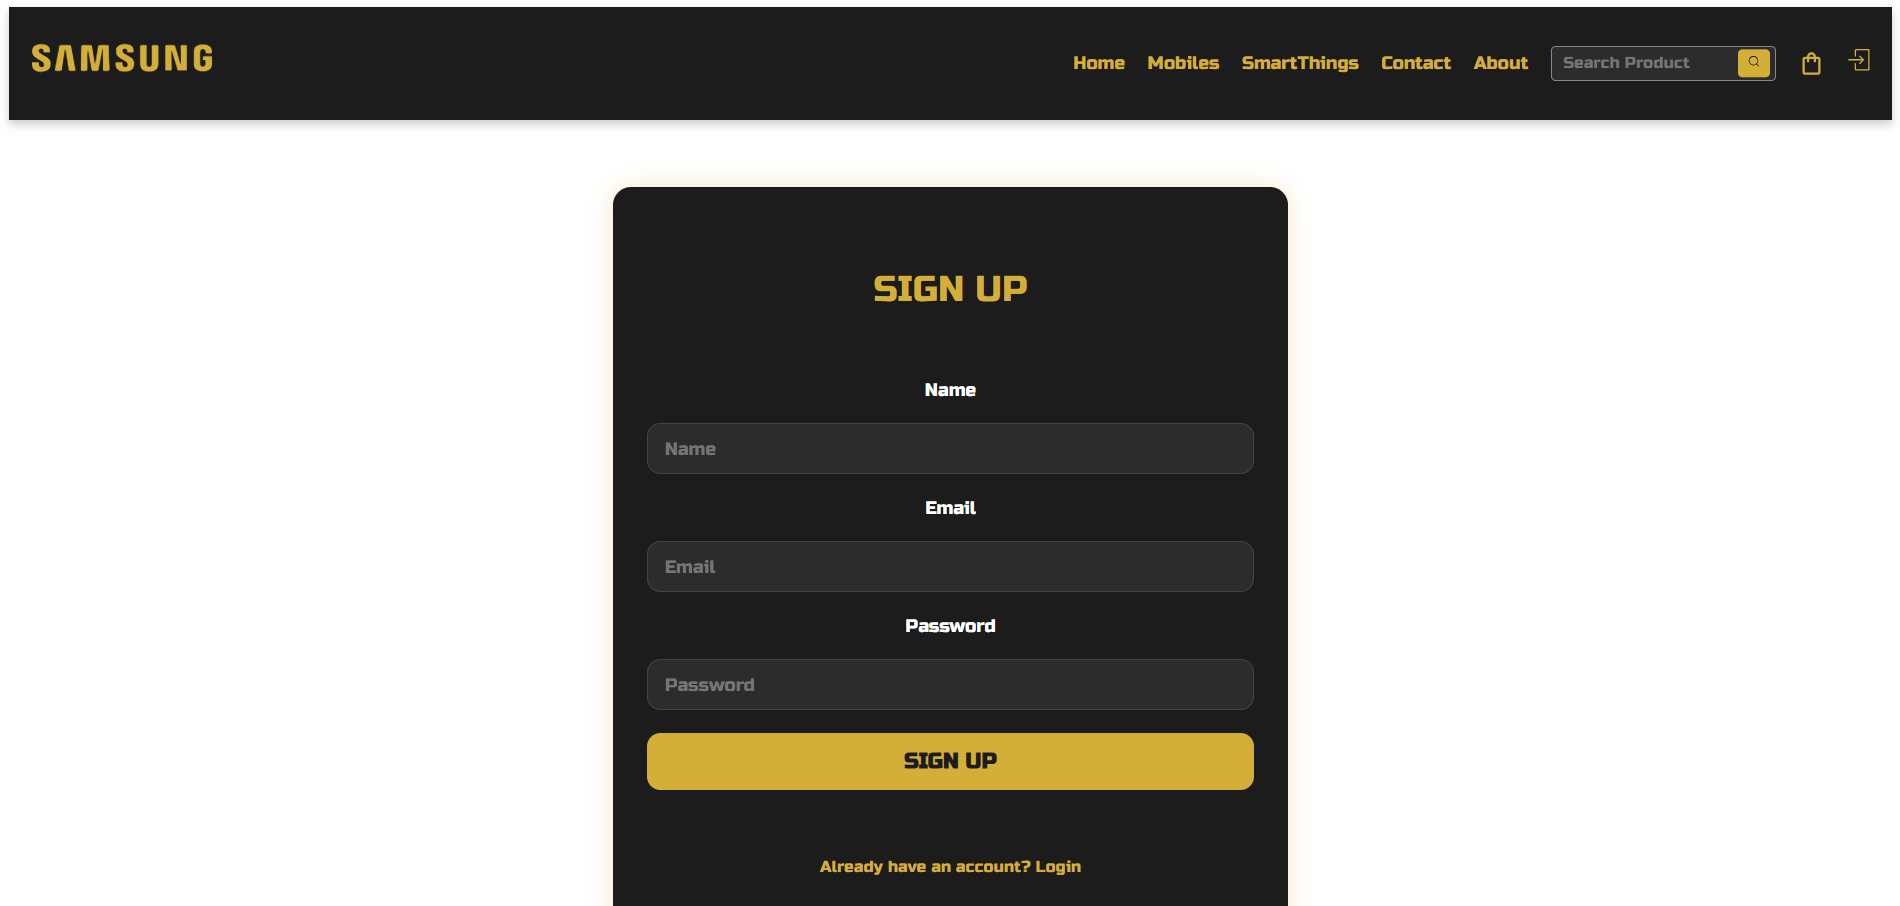 SAMSUNG
Home Mobiles SmartThings Contact About Search Product
SIGN UP
Name
Name
Email
Email
Password
Password
SIGN UP
Already have an account? Login